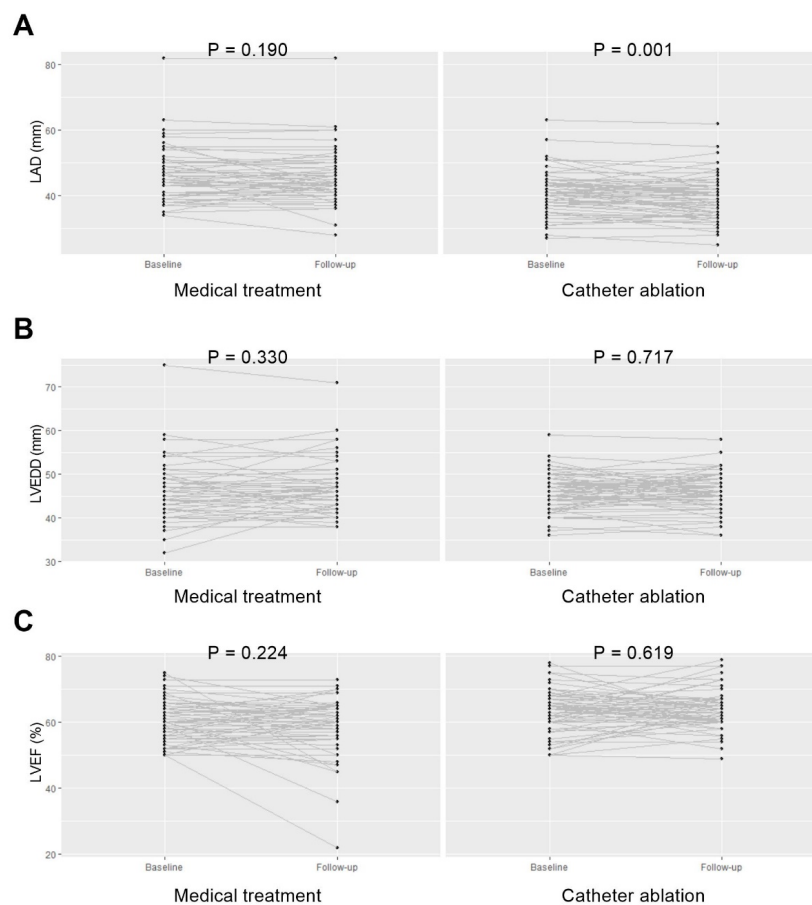 A
P = 0.190 P = 0.001
LAD (mm)
80
60
40
Baseline Follow-up Baseline Follow-up
Medical treatment Catheter ablation
B
P = 0.330 P = 0.717
LVEDD (mm)
70
60
50
40
30
Baseline Follow-up Baseline Follow-up
Medical treatment Catheter ablation
C
P = 0.224 P = 0.619
LVEF (%)
80
60
40
20
Baseline Follow-up Baseline Follow-up
Medical treatment Catheter ablation